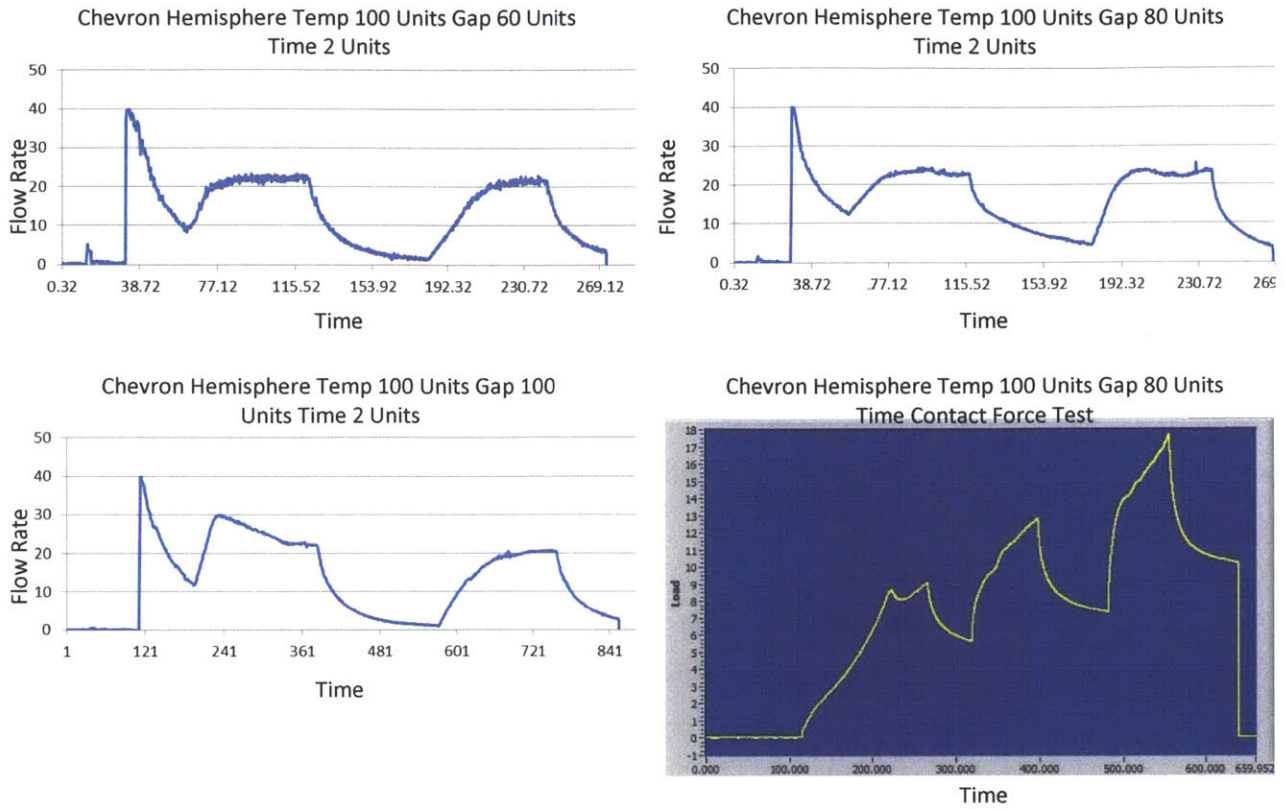 Chevron Hemisphere Temp 100 Units Gap 60 Units
Time 2 Units
50
40
30
20
10
0
Flow Rate
0.32 38.72 77.12 115.52 153.92 192.32 230.72 269.12
Time
Chevron Hemisphere Temp 100 Units Gap 80 Units
Time 2 Units
50
40
30
20
10
0
Flow Rate
0.32 38.72 77.12 115.52 153.92 192.32 230.72 269
Time
Chevron Hemisphere Temp 100 Units Gap 100
Units Time 2 Units
50
40
30
20
10
0
Flow Rate
1 121 241 361 481 601 721 841
Time
Chevron Hemisphere Temp 100 Units Gap 80 Units
Time Contact Force Test
18
17
16
15
14
13
12
11
10
9
8
7
6
5
4
3
2
1
0
-1
Load
0.000 100.000 200.000 300.000 400.000 500.000 600.000 659.952
Time